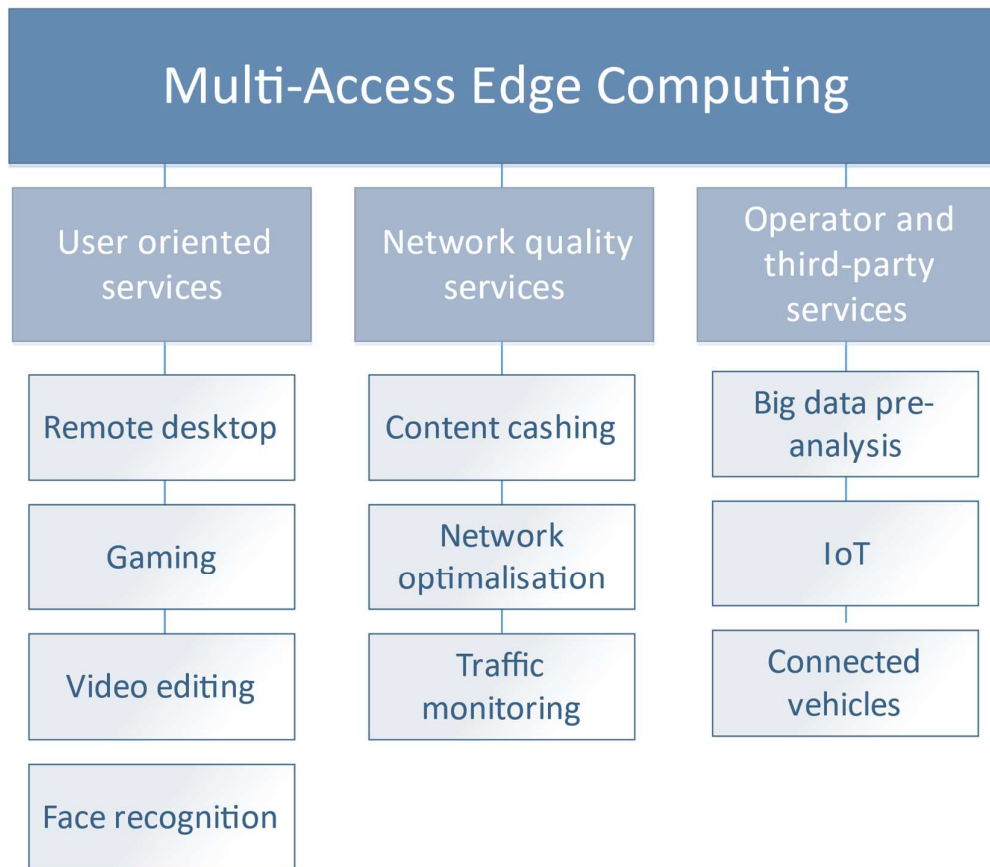 Multi-Access Edge Computing
User oriented
services
Remote desktop
Gaming
Video editing
Face recognition
Network quality
services
Content cashing
Network
optimalisation
Traffic
monitoring
Operator and
third-party
services
Big data pre-
analysis
IoT
Connected
vehicles